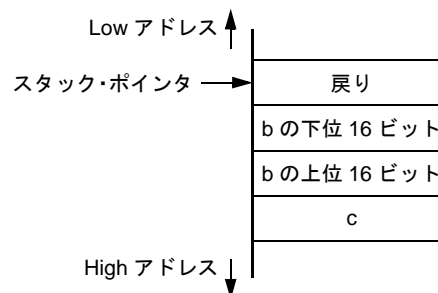 Low アドレス
スタック・ポインタ
戻り
b の下位 16 ビット
b の上位 16 ビット
c
High アドレス